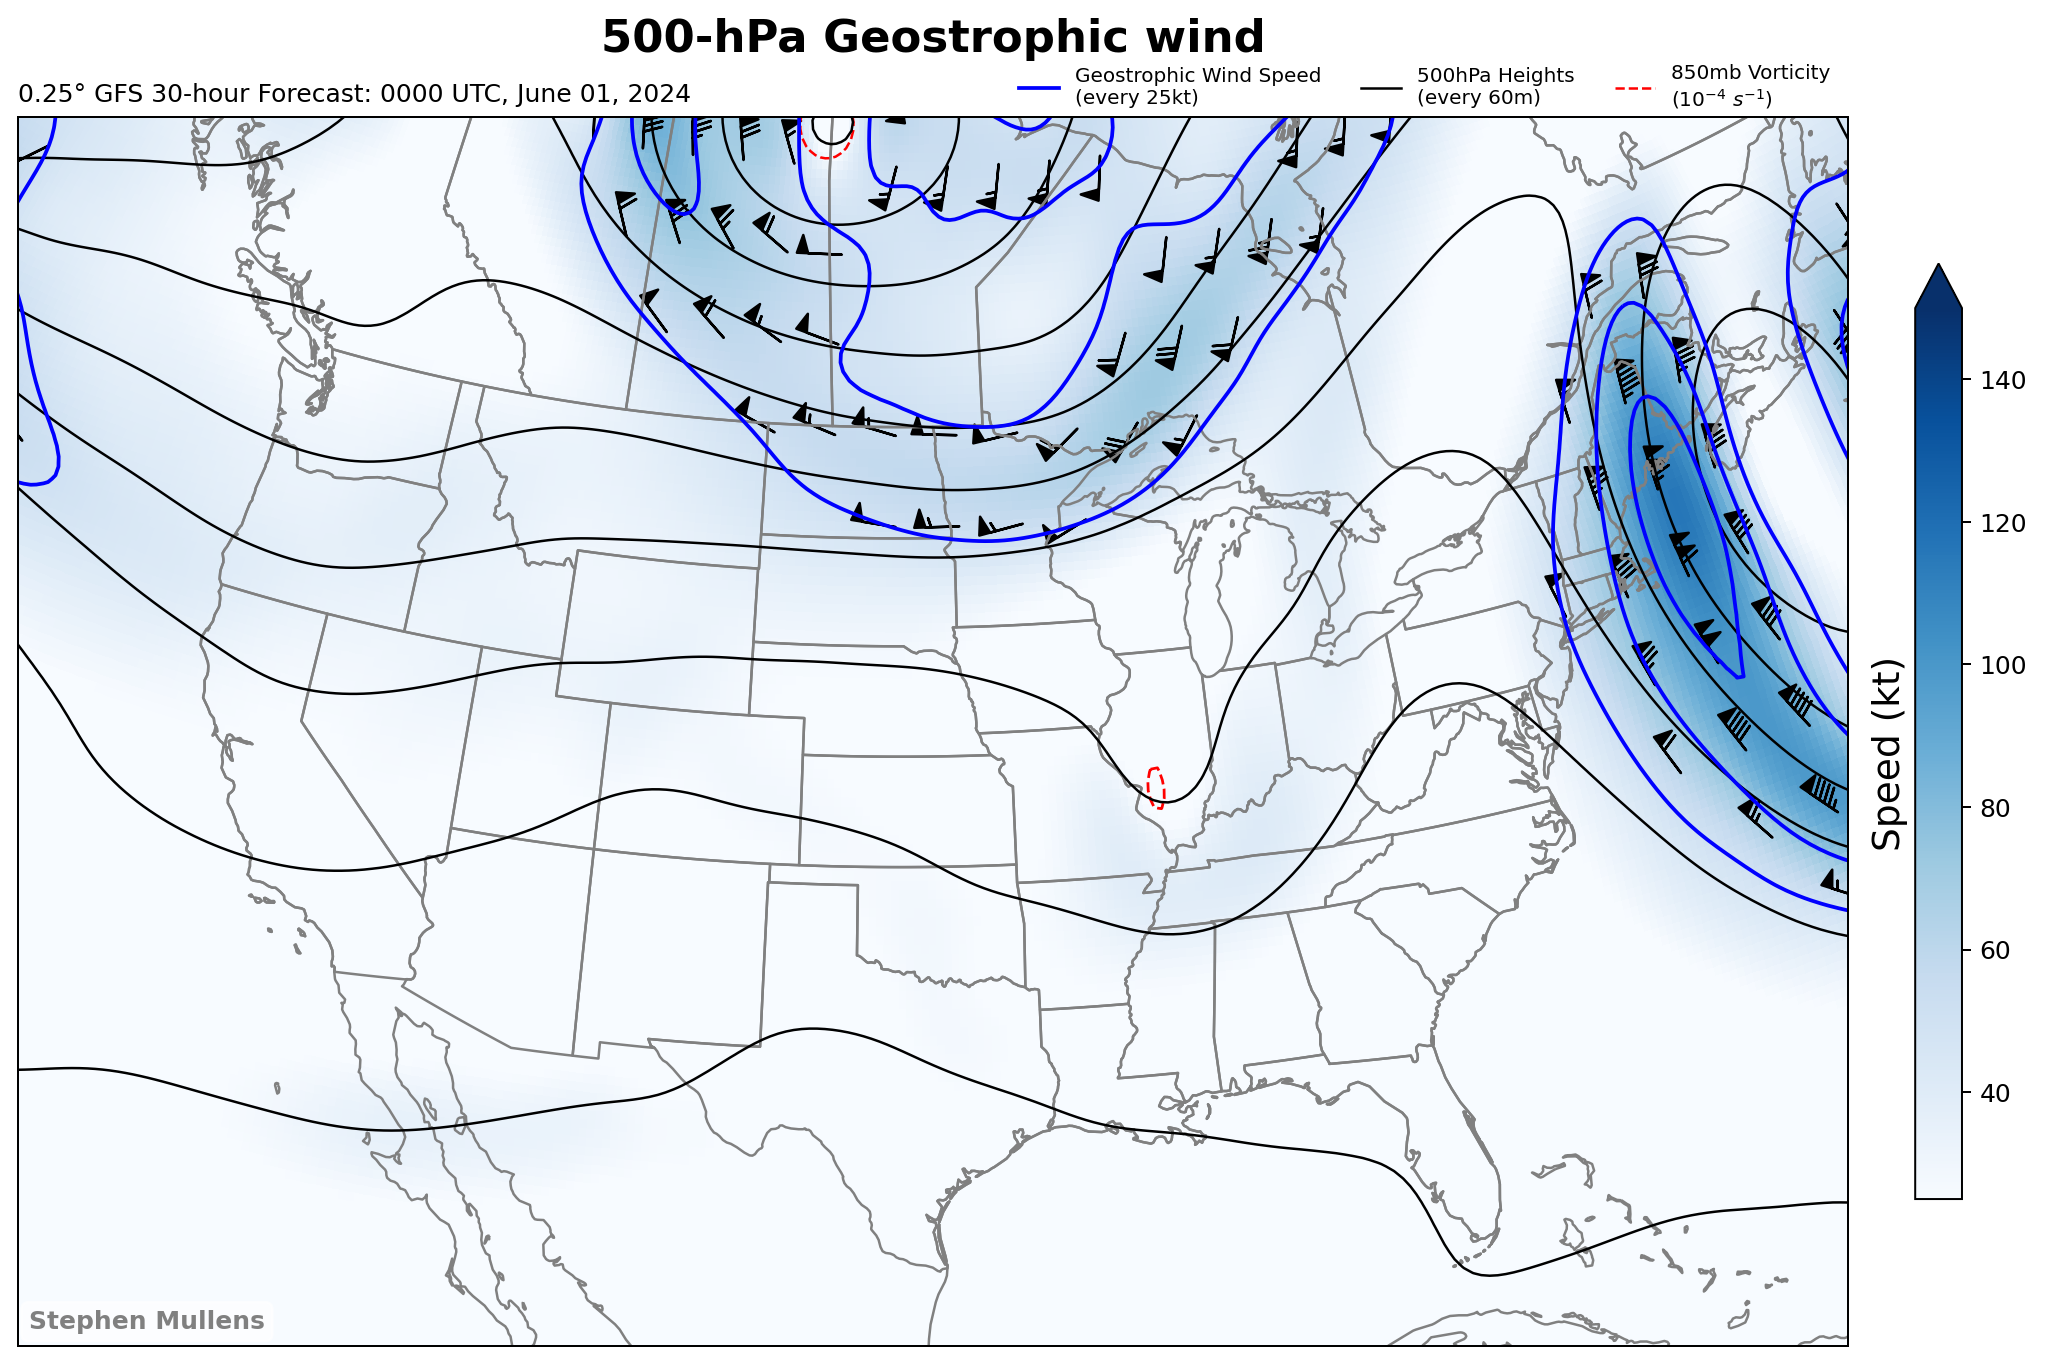 500-hPa Geostrophic wind
0.25° GFS 30-hour Forecast: 0000 UTC, June 01, 2024
Geostrophic Wind Speed
(every 25kt)
500hPa Heights
(every 60m)
850mb Vorticity
(10⁻⁴ s⁻¹)
140
120
100
80
60
40
Speed (kt)
Stephen Mullens